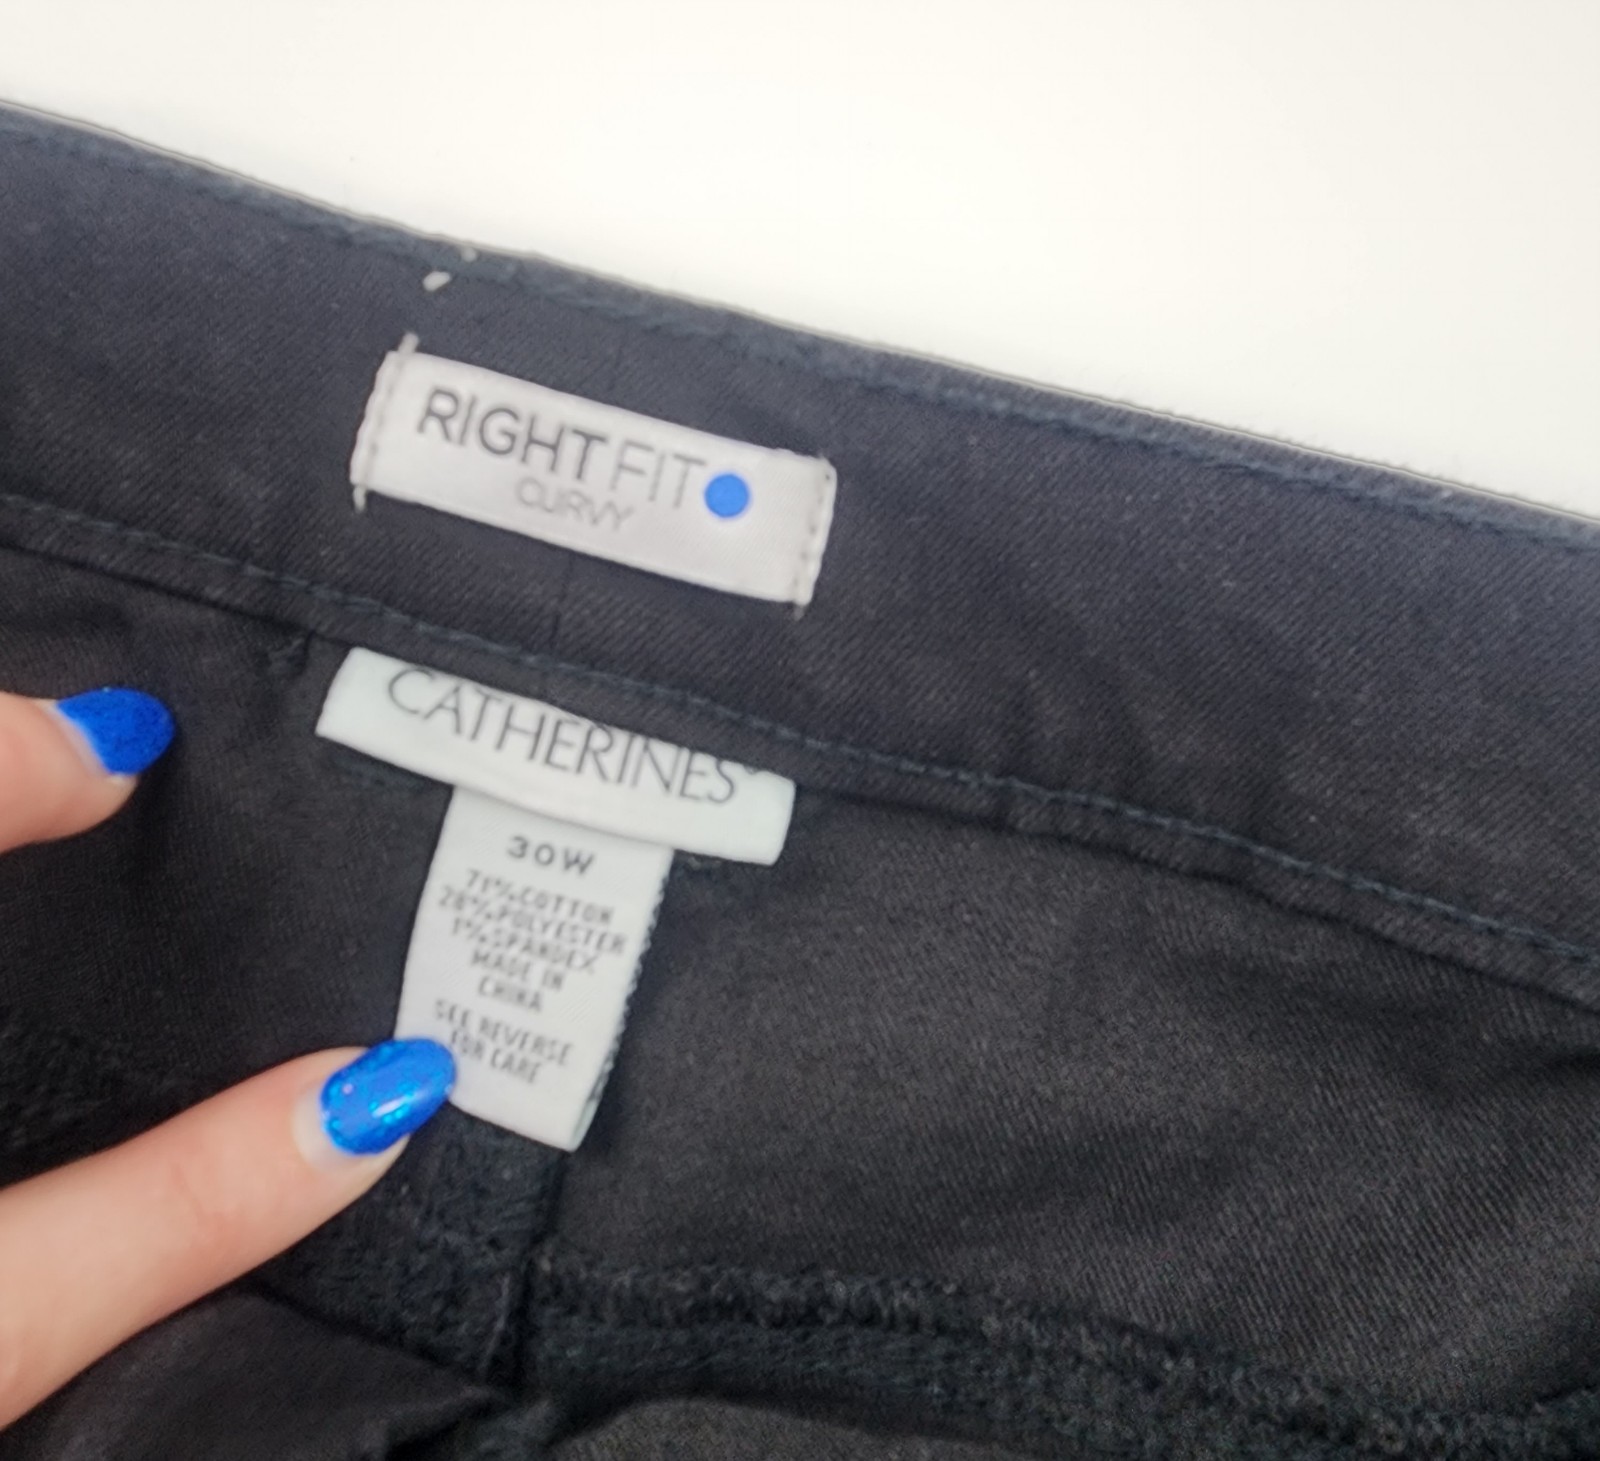 RIGHT FIT
CURVY
CATHERINES®
30W
71%COTTON
28%POLYESTER
1%SPANDEX
MADE IN
CHINA
SEE REVERSE
FOR CARE